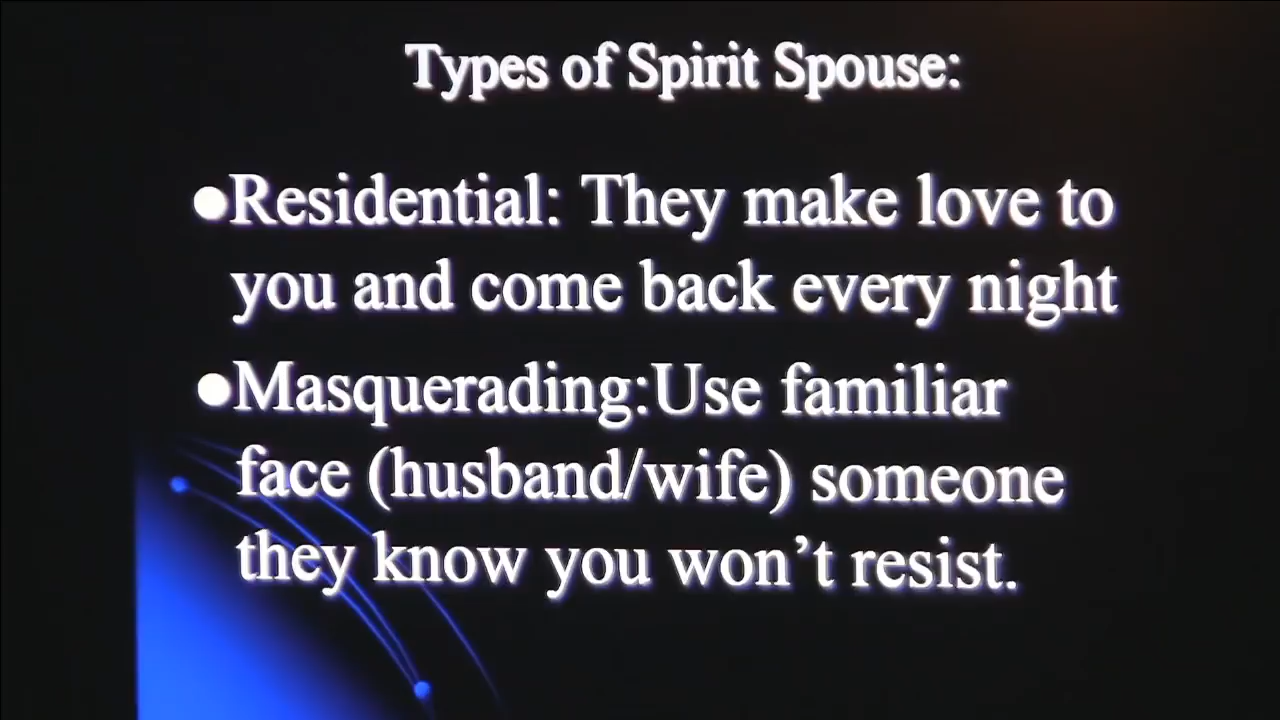 Types of Spirit Spouse:
●Residential: They make love to
you and come back every night
●Masquerading:Use familiar
face (husband/wife) someone
they know you won’t resist.